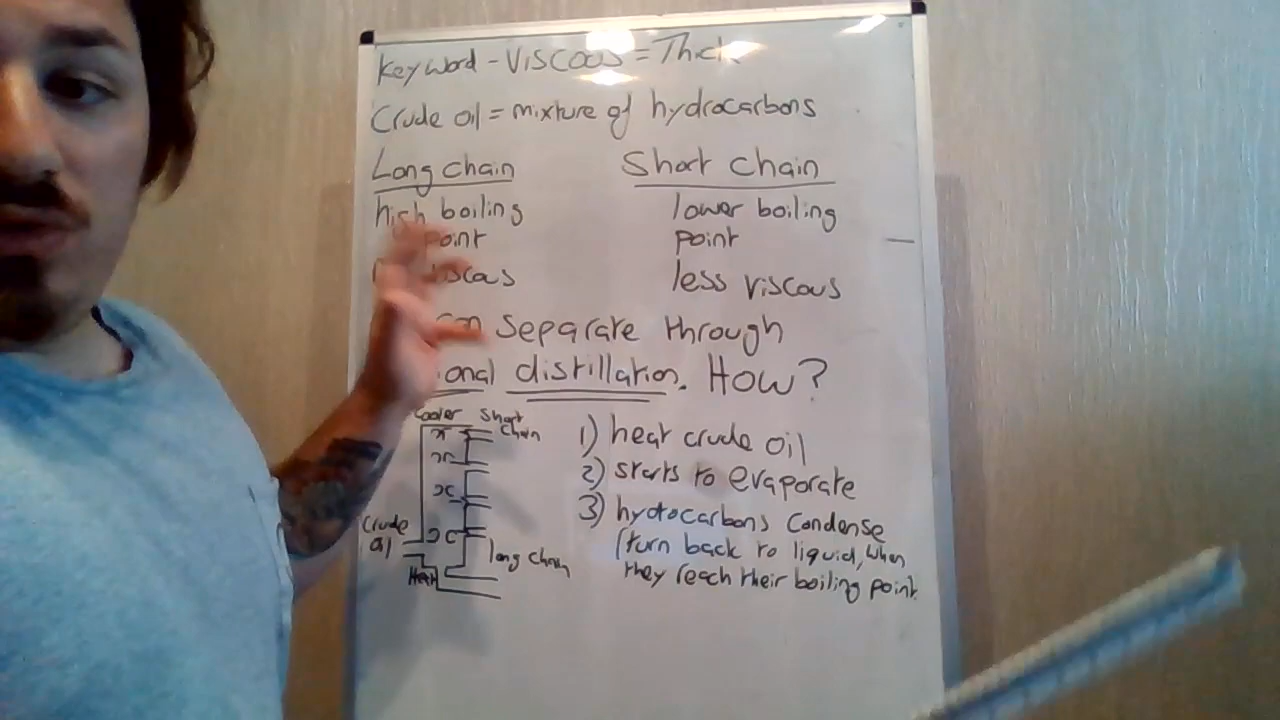 Keyword - Viscous = Thick
Crude oil = mixture of hydrocarbons
Long chain
Short chain
high boiling
point
lower boiling
point
viscous
less viscous
separate through
ional distillation. How?
Cooler Short
chain
Crude
oil
Heat
long chain
1) heat crude oil
2) starts to evaporate
3) hydrocarbons condense
(turn back to liquid, when
they reach their boiling point